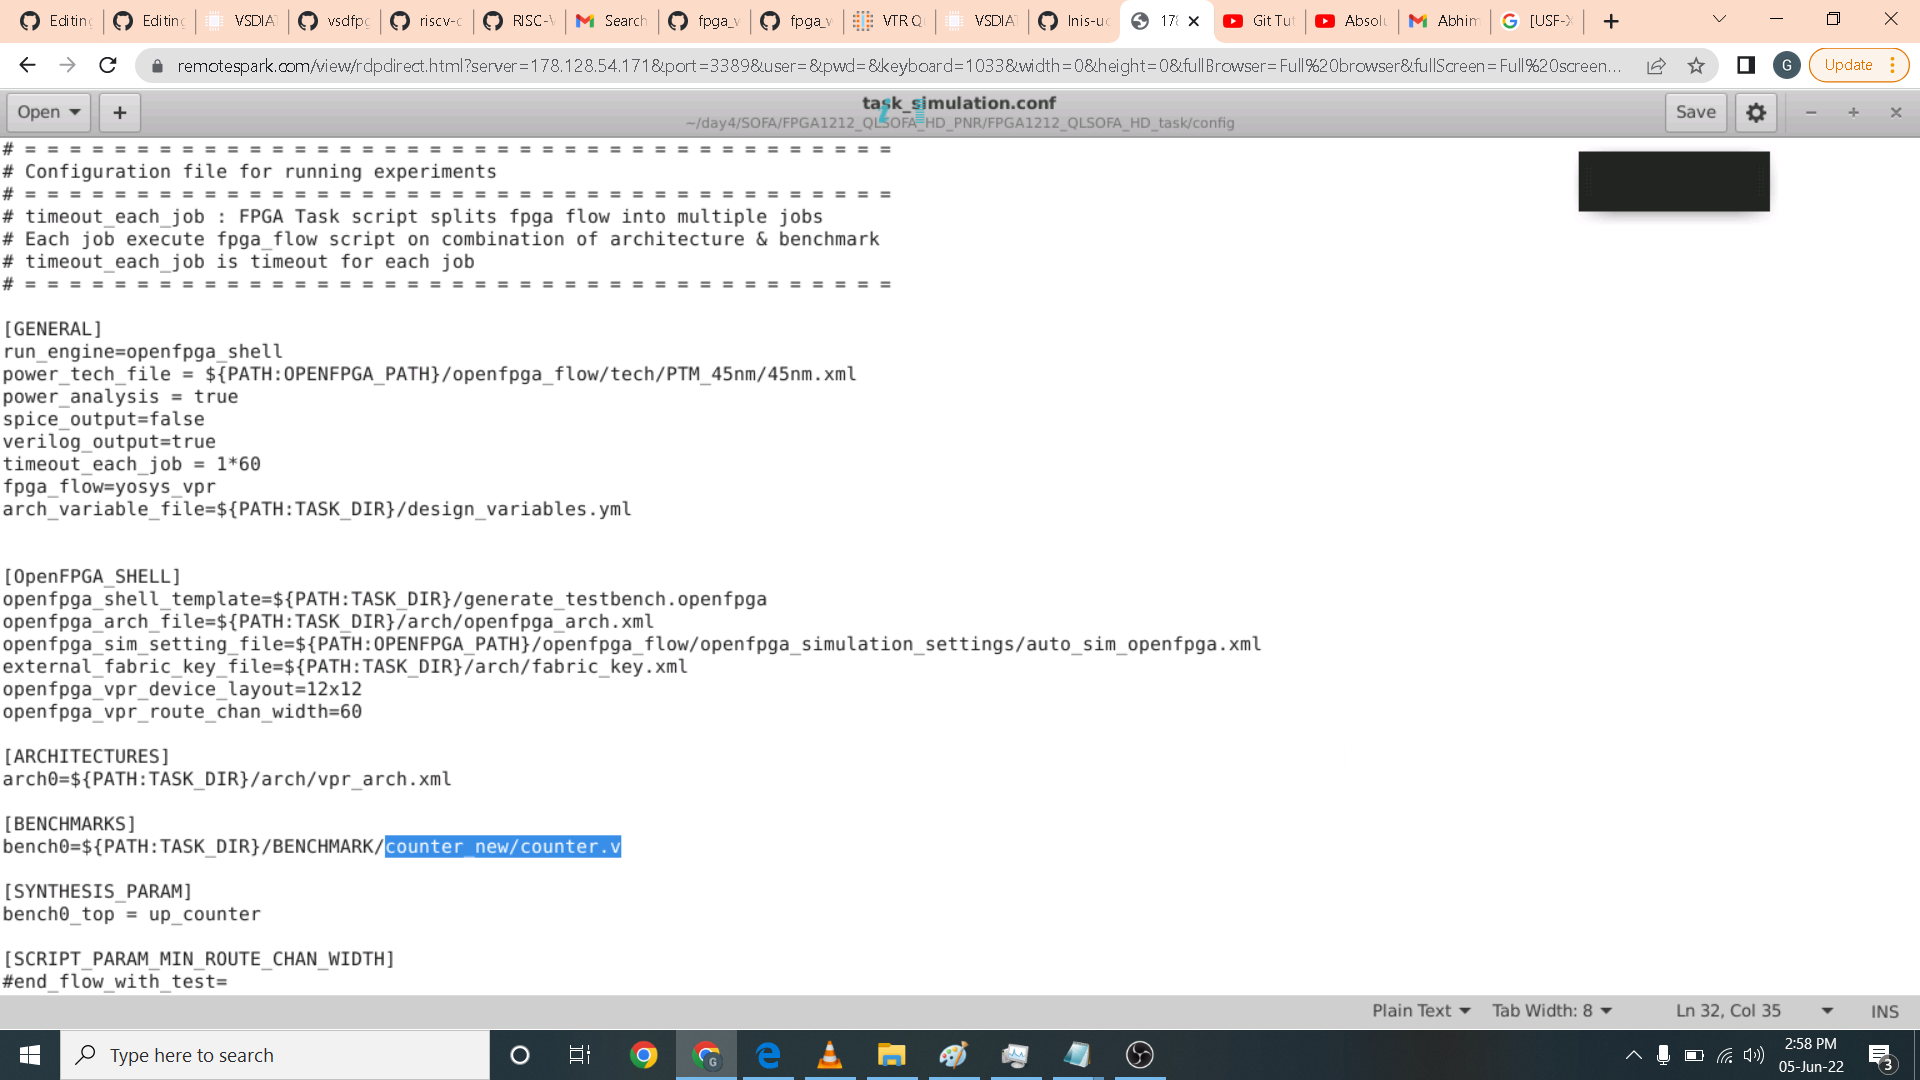 Editing
Editing
VSDIA
vsdfpg
riscv-c
RISC-V
Search
fpga_v
fpga_v
VTR Q
VSDIA
lnis-uo
178
Git Tut
Absolu
Abhim
[USF-X
remotespark.com/view/rdpdirect.html?server=178.128.54.171&port=3389&user=&pwd=&keyboard=1033&width=0&height=0&fullBrowser=Full%20browser&fullScreen=Full%20screen...
G
Update
Open
+
task_simulation.conf
~/day4/SOFA/FPGA1212_QLSOFA_HD_PNR/FPGA1212_QLSOFA_HD_task/config
Save
# = = = = = = = = = = = = = = = = = = = = = = = = = = = = = = = = = = = = = = =
# Configuration file for running experiments
# = = = = = = = = = = = = = = = = = = = = = = = = = = = = = = = = = = = = = = =
# timeout_each_job : FPGA Task script splits fpga flow into multiple jobs
# Each job execute fpga_flow script on combination of architecture & benchmark
# timeout_each_job is timeout for each job
# = = = = = = = = = = = = = = = = = = = = = = = = = = = = = = = = = = = = = = =
[GENERAL]
run_engine=openfpga_shell
power_tech_file = ${PATH:OPENFPGA_PATH}/openfpga_flow/tech/PTM_45nm/45nm.xml
power_analysis = true
spice_output=false
verilog_output=true
timeout_each_job = 1*60
fpga_flow=yosys_vpr
arch_variable_file=${PATH:TASK_DIR}/design_variables.yml
[OpenFPGA_SHELL]
openfpga_shell_template=${PATH:TASK_DIR}/generate_testbench.openfpga
openfpga_arch_file=${PATH:TASK_DIR}/arch/openfpga_arch.xml
openfpga_sim_setting_file=${PATH:OPENFPGA_PATH}/openfpga_flow/openfpga_simulation_settings/auto_sim_openfpga.xml
external_fabric_key_file=${PATH:TASK_DIR}/arch/fabric_key.xml
openfpga_vpr_device_layout=12x12
openfpga_vpr_route_chan_width=60
[ARCHITECTURES]
arch0=${PATH:TASK_DIR}/arch/vpr_arch.xml
[BENCHMARKS]
bench0=${PATH:TASK_DIR}/BENCHMARK/counter_new/counter.v
[SYNTHESIS_PARAM]
bench0_top = up_counter
[SCRIPT_PARAM_MIN_ROUTE_CHAN_WIDTH]
#end_flow_with_test=
Plain Text
Tab Width: 8
Ln 32, Col 35
INS
Type here to search
2:58 PM
05-Jun-22
3